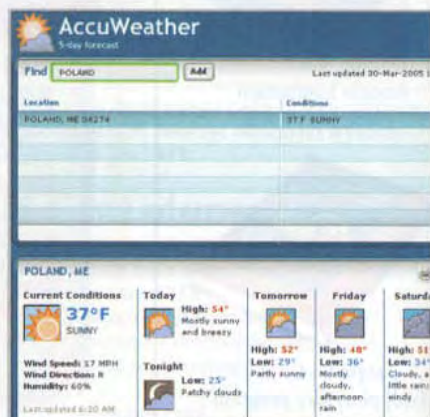 AccuWeather
5-day forecast
Find POLAND Add Last updated 30-Mar-2005
Location Conditions
POLAND, ME 04274 37 F SUNNY
POLAND, ME
Current Conditions
37°F
SUNNY
Wind Speed: 17 MPH
Wind Direction: N
Humidity: 60%
Last updated 6:20 AM
Today
High: 54°
Mostly sunny
and breezy
Tonight
Low: 25°
Patchy clouds
Tomorrow
High: 52°
Low: 29°
Partly sunny
Friday
High: 48°
Low: 36°
Mostly
cloudy,
afternoon
rain
Saturda
High: 51
Low: 34°
Cloudy, a
little rain;
windy